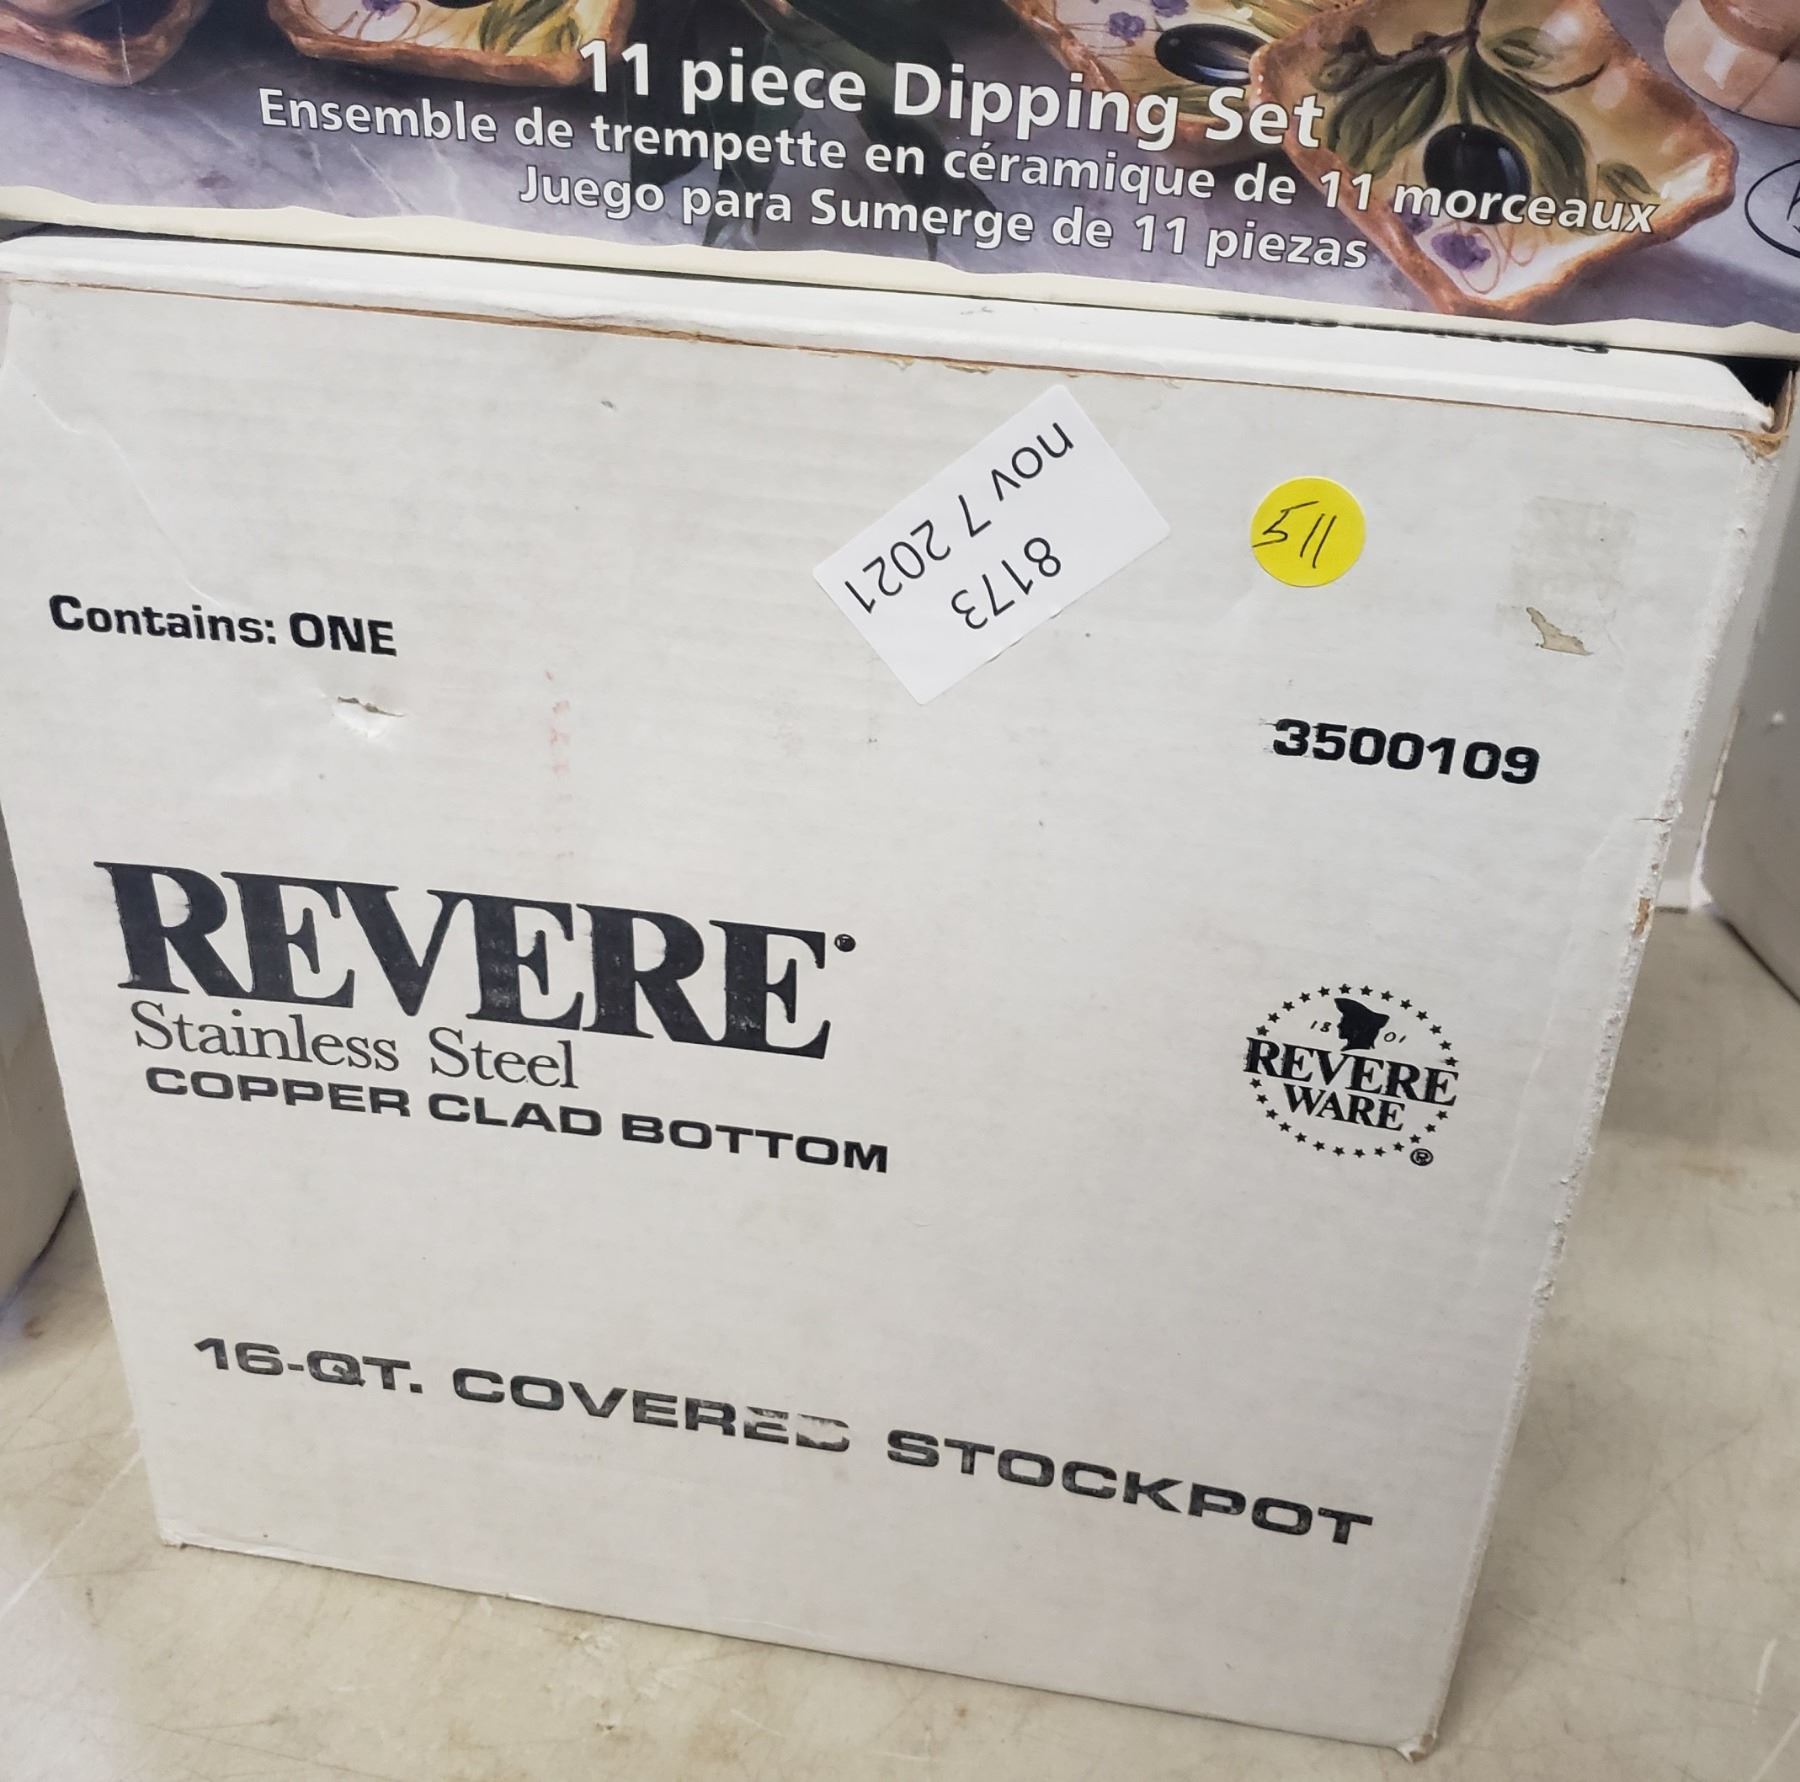 11 piece Dipping Set
Ensemble de trempette en céramique de 11 morceaux
Juego para Sumerge de 11 piezas
nov 7 2021
8173
511
Contains: ONE
3500109
REVERE®
Stainless Steel
COPPER CLAD BOTTOM
1801
REVERE
WARE®
16-QT. COVERED STOCKPOT